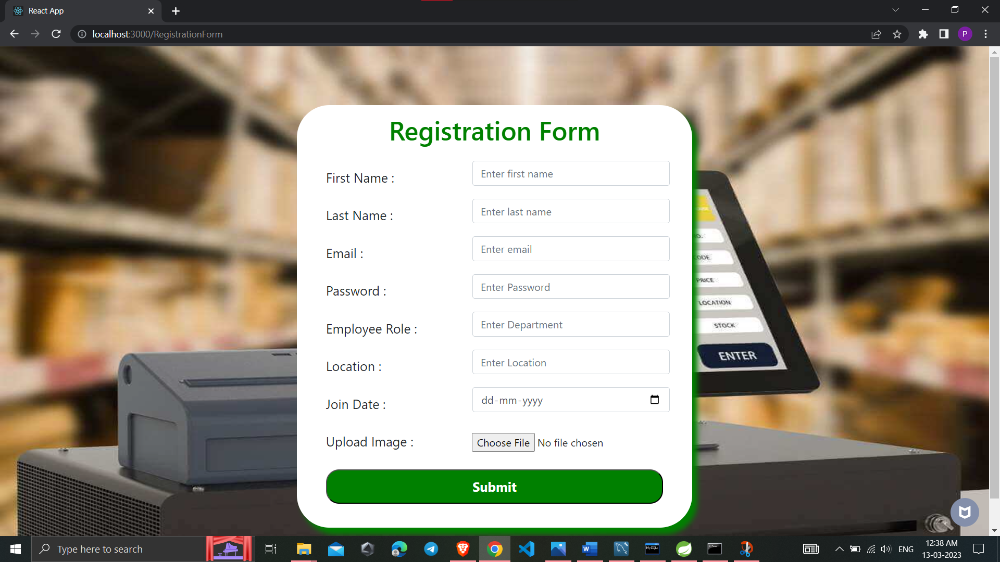 React App
localhost:3000/RegistrationForm
P
Registration Form
First Name :
Enter first name
Last Name :
Enter last name
Email :
Enter email
Password :
Enter Password
Employee Role :
Enter Department
Location :
Enter Location
Join Date :
dd-mm-yyyy
Upload Image :
Choose File No file chosen
Submit
PRICE
LOCATION
STOCK
ENTER
Type here to search
ENG
12:38 AM
13-03-2023